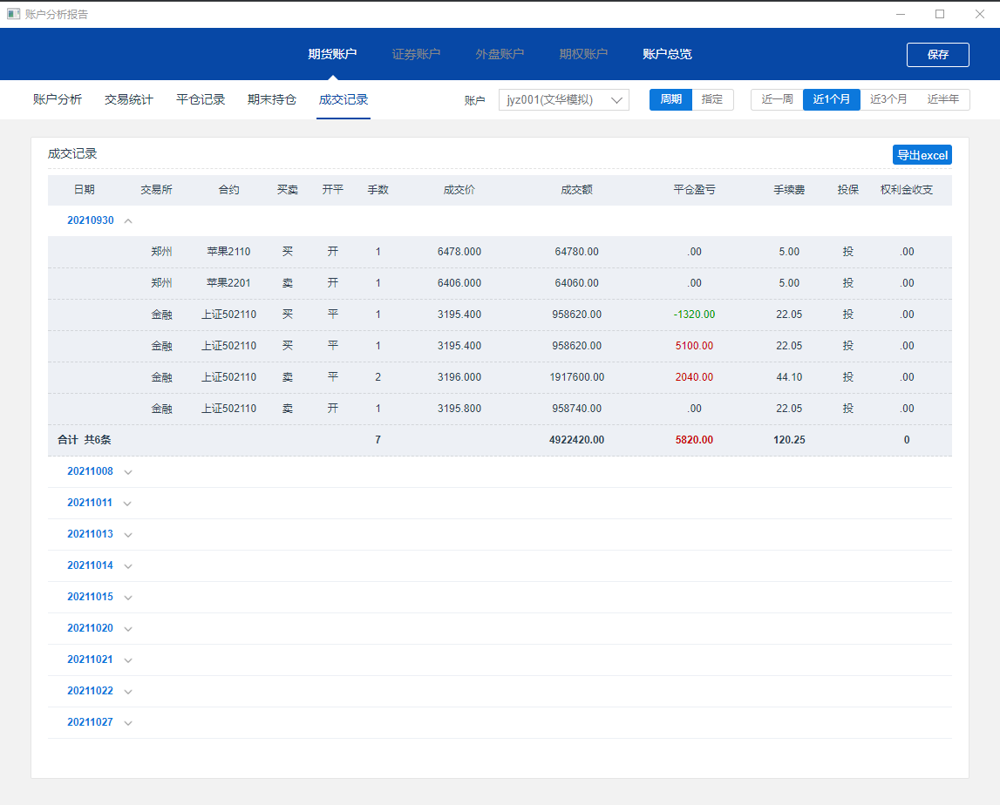 账户分析报告
期货账户 证券账户 外盘账户 期权账户 账户总览 保存
账户分析 交易统计 平仓记录 期末持仓 成交记录 账户 jyz001(文华模拟) 周期 指定 近一周 近1个月 近3个月 近半年
成交记录 导出excel
日期 交易所 合约 买卖 开平 手数 成交价 成交额 平仓盈亏 手续费 投保 权利金收支
20210930
郑州 苹果2110 买 开 1 6478.000 64780.00 .00 5.00 投 .00
郑州 苹果2201 卖 开 1 6406.000 64060.00 .00 5.00 投 .00
金融 上证502110 买 平 1 3195.400 958620.00 -1320.00 22.05 投 .00
金融 上证502110 买 平 1 3195.400 958620.00 5100.00 22.05 投 .00
金融 上证502110 卖 平 2 3196.000 1917600.00 2040.00 44.10 投 .00
金融 上证502110 卖 开 1 3195.800 958740.00 .00 22.05 投 .00
合计 共6条 7 4922420.00 5820.00 120.25 0
20211008
20211011
20211013
20211014
20211015
20211020
20211021
20211022
20211027